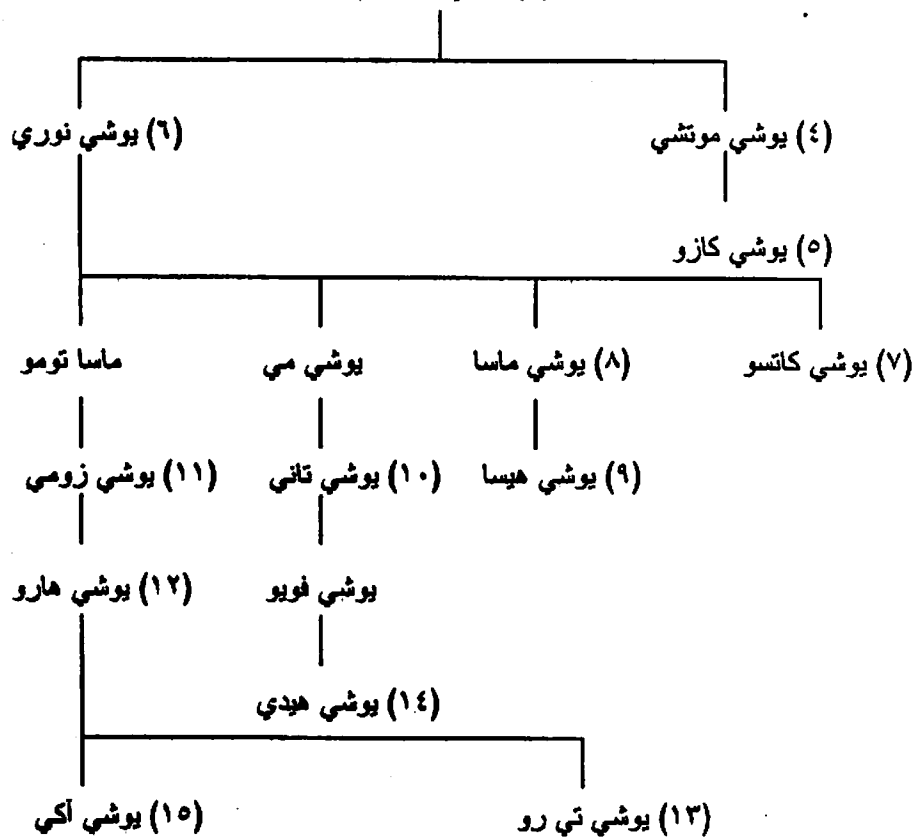 (٤) يوشي موتشي
(٦) يوشي نوري
(٥) يوشي كازو
(٧) يوشي كاتسو
(٨) يوشي ماسا
يوشي مي
ماسا تومو
(٩) يوشي هيسا
(١٠) يوشي تاني
(١١) يوشي زومي
يوشي فويو
(١٢) يوشي هارو
(١٤) يوشي هيدي
(١٣) يوشي تي رو
(١٥) يوشي آكي